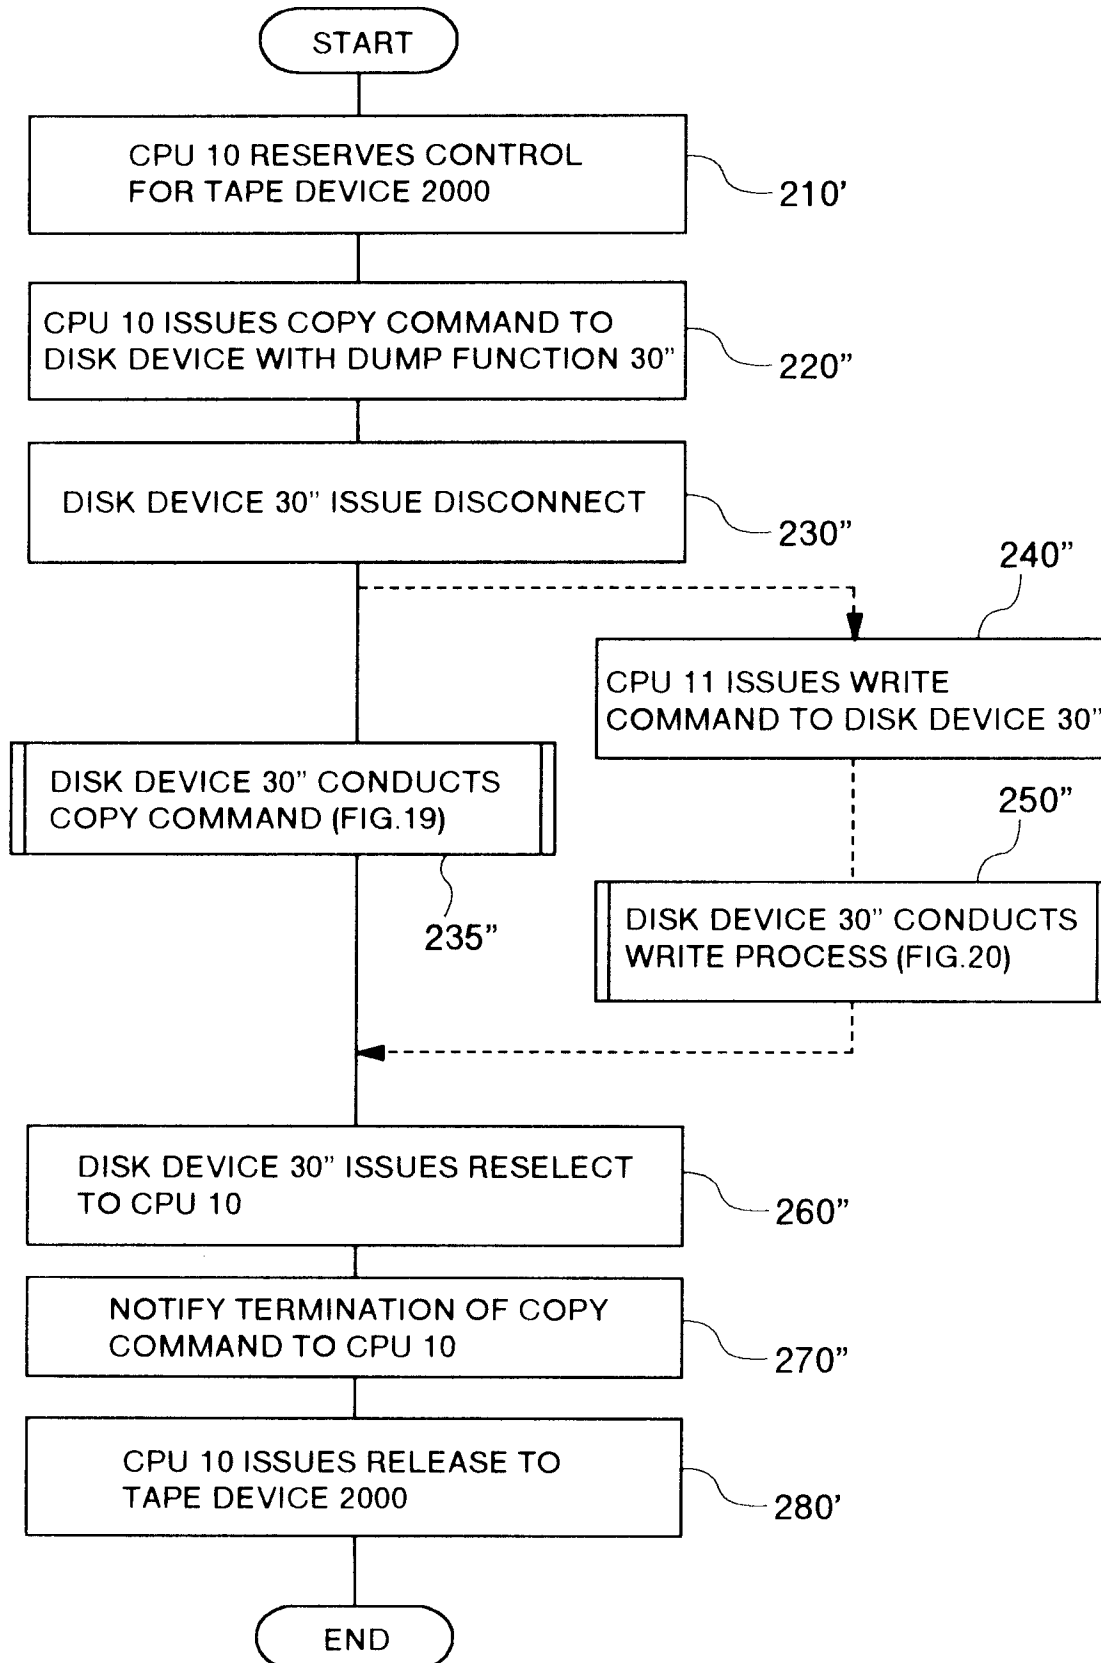 START
CPU 10 RESERVES CONTROL
FOR TAPE DEVICE 2000
210'
CPU 10 ISSUES COPY COMMAND TO
DISK DEVICE WITH DUMP FUNCTION 30”
220”
DISK DEVICE 30” ISSUE DISCONNECT
230”
240”
CPU 11 ISSUES WRITE
COMMAND TO DISK DEVICE 30”
DISK DEVICE 30” CONDUCTS
COPY COMMAND (FIG.19)
235”
250”
DISK DEVICE 30” CONDUCTS
WRITE PROCESS (FIG.20)
DISK DEVICE 30” ISSUES RESELECT
TO CPU 10
260”
NOTIFY TERMINATION OF COPY
COMMAND TO CPU 10
270”
CPU 10 ISSUES RELEASE TO
TAPE DEVICE 2000
280'
END